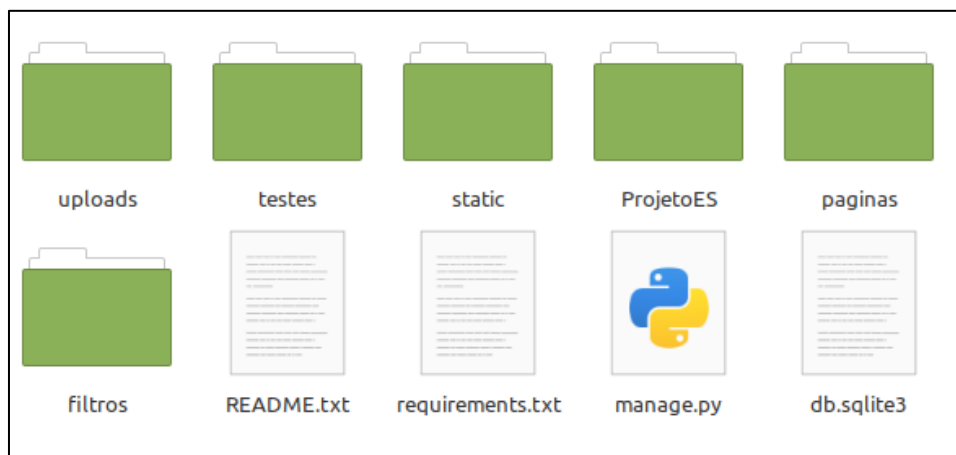 uploads testes static ProjetoES paginas
filtros README.txt requirements.txt manage.py db.sqlite3